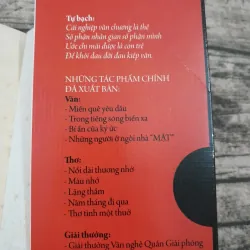 Tự bạch:
Cái nghiệp văn chương là thế
Số phận nhân gian số phận mình
Ước chi mãi được là con trẻ
Để khỏi đau đời đau kiếp văn.
NHỮNG TÁC PHẨM CHÍNH
ĐÃ XUẤT BẢN:
Văn:
- Miền quê yêu dấu
- Trong tiếng sóng biển xa
- Bí ẩn của ký ức
- Những người ở ngôi nhà "MÁT"
Thơ:
- Nỗi dài thương nhớ
- Màu nhớ
- Lặng thầm
- Năm tháng đi qua
- Thơ tình một thuở
Giải thưởng:
- Giải thưởng Văn nghệ Quân Giải phóng